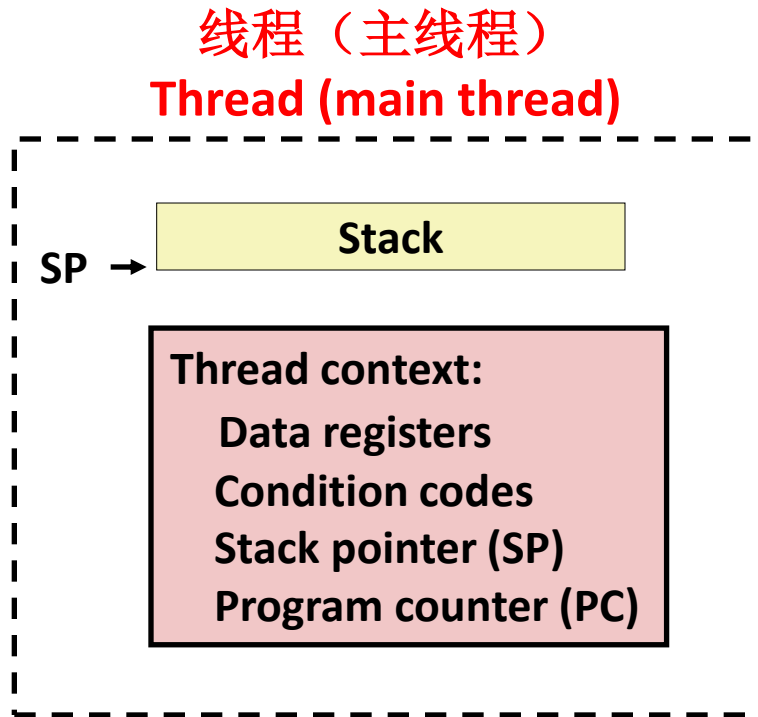 线程（主线程）
Thread (main thread)
Stack
SP
Thread context:
Data registers
Condition codes
Stack pointer (SP)
Program counter (PC)